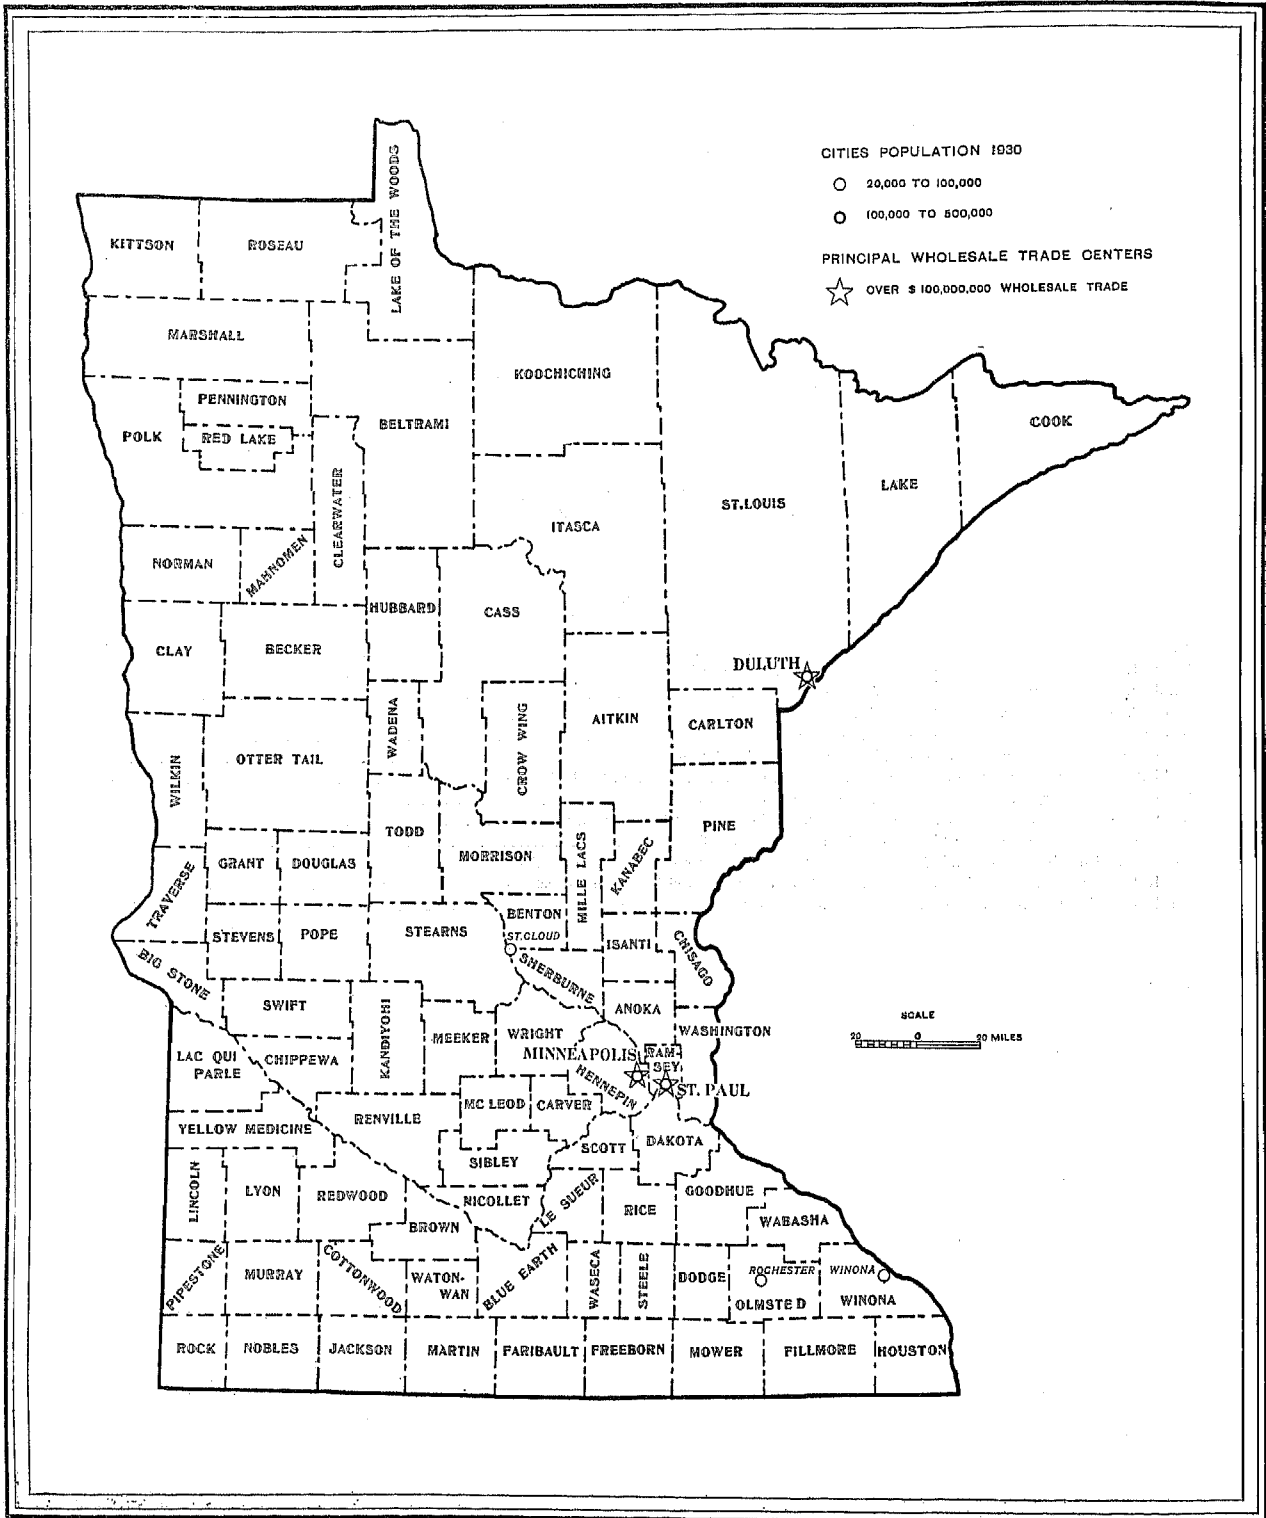 CITIES POPULATION 1930
20,000 TO 100,000
100,000 TO 500,000
PRINCIPAL WHOLESALE TRADE CENTERS
OVER $100,000,000 WHOLESALE TRADE
LAKE OF THE WOODS
KITTSON
ROSEAU
MARSHALL
KOOCHICHING
PENNINGTON
POLK
RED LAKE
BELTRAMI
COOK
LAKE
ST. LOUIS
CLEARWATER
ITASCA
NORMAN
MAHNOMEN
HUBBARD
CASS
CLAY
BECKER
DULUTH
WADENA
CROW WING
AITKIN
CARLTON
WILKIN
OTTER TAIL
TODD
PINE
GRANT
DOUGLAS
MORRISON
MILLE LACS
KANABEC
TRAVERSE
STEVENS
POPE
STEARNS
BENTON
ST. CLOUD
ISANTI
CHISAGO
BIG STONE
SWIFT
SHERBURNE
ANOKA
KANDIYOHI
MEEKER
WRIGHT
WASHINGTON
SCALE
20 0 20 MILES
LAC QUI
PARLE
CHIPPEWA
MINNEAPOLIS
RAM-
SEY
HENNEPIN
ST. PAUL
RENVILLE
MC LEOD
CARVER
YELLOW MEDICINE
SCOTT
DAKOTA
SIBLEY
LINCOLN
LYON
REDWOOD
NICOLLET
LE SUEUR
RICE
GOODHUE
WABASHA
BROWN
PIPESTONE
MURRAY
COTTONWOOD
WATON-
WAN
BLUE EARTH
WASECA
STEELE
DODGE
ROCHESTER
OLMSTED
WINONA
WINONA
ROCK
NOBLES
JACKSON
MARTIN
FARIBAULT
FREEBORN
MOWER
FILLMORE
HOUSTON